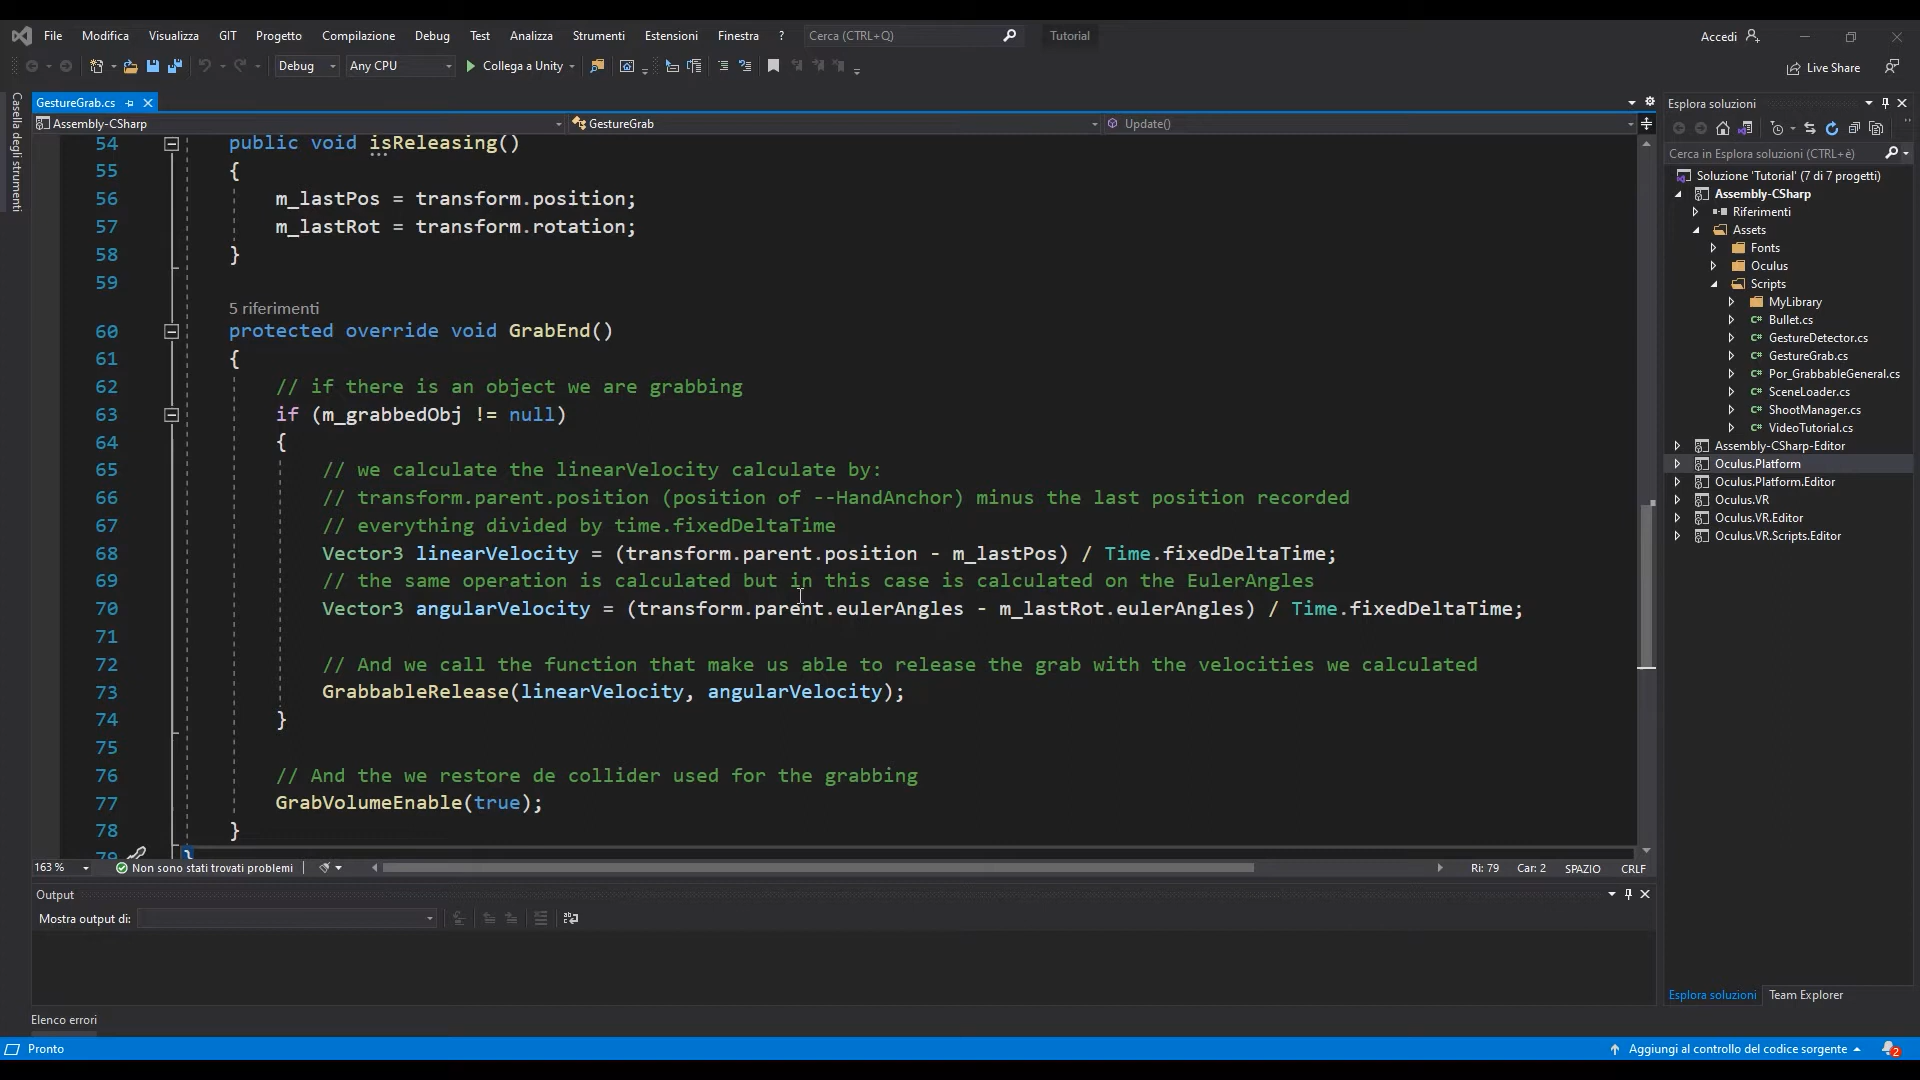 File Modifica Visualizza GIT Progetto Compilazione Debug Test Analizza Strumenti Estensioni Finestra ? Cerca (CTRL+Q) Tutorial Accedi
Debug Any CPU Collega a Unity Live Share
Casella degli strumenti
GestureGrab.cs
Assembly-CSharp GestureGrab Update()
54 public void isReleasing()
55 {
56 m_lastPos = transform.position;
57 m_lastRot = transform.rotation;
58 }
59
5 riferimenti
60 protected override void GrabEnd()
61 {
62 // if there is an object we are grabbing
63 if (m_grabbedObj != null)
64 {
65 // we calculate the linearVelocity calculate by:
66 // transform.parent.position (position of --HandAnchor) minus the last position recorded
67 // everything divided by time.fixedDeltaTime
68 Vector3 linearVelocity = (transform.parent.position - m_lastPos) / Time.fixedDeltaTime;
69 // the same operation is calculated but in this case is calculated on the EulerAngles
70 Vector3 angularVelocity = (transform.parent.eulerAngles - m_lastRot.eulerAngles) / Time.fixedDeltaTime;
71
72 // And we call the function that make us able to release the grab with the velocities we calculated
73 GrabbableRelease(linearVelocity, angularVelocity);
74 }
75
76 // And the we restore de collider used for the grabbing
77 GrabVolumeEnable(true);
78 }
79 }
163 % Non sono stati trovati problemi Ri: 79 Car: 2 SPAZIO CRLF
Output
Mostra output di:
Elenco errori
Pronto Aggiungi al controllo del codice sorgente 2
Esplora soluzioni
Cerca in Esplora soluzioni (CTRL+è)
Soluzione 'Tutorial' (7 di 7 progetti)
Assembly-CSharp
Riferimenti
Assets
Fonts
Oculus
Scripts
MyLibrary
C# Bullet.cs
C# GestureDetector.cs
C# GestureGrab.cs
C# Por_GrabbableGeneral.cs
C# SceneLoader.cs
C# ShootManager.cs
C# VideoTutorial.cs
Assembly-CSharp-Editor
Oculus.Platform
Oculus.Platform.Editor
Oculus.VR
Oculus.VR.Editor
Oculus.VR.Scripts.Editor
Esplora soluzioni Team Explorer